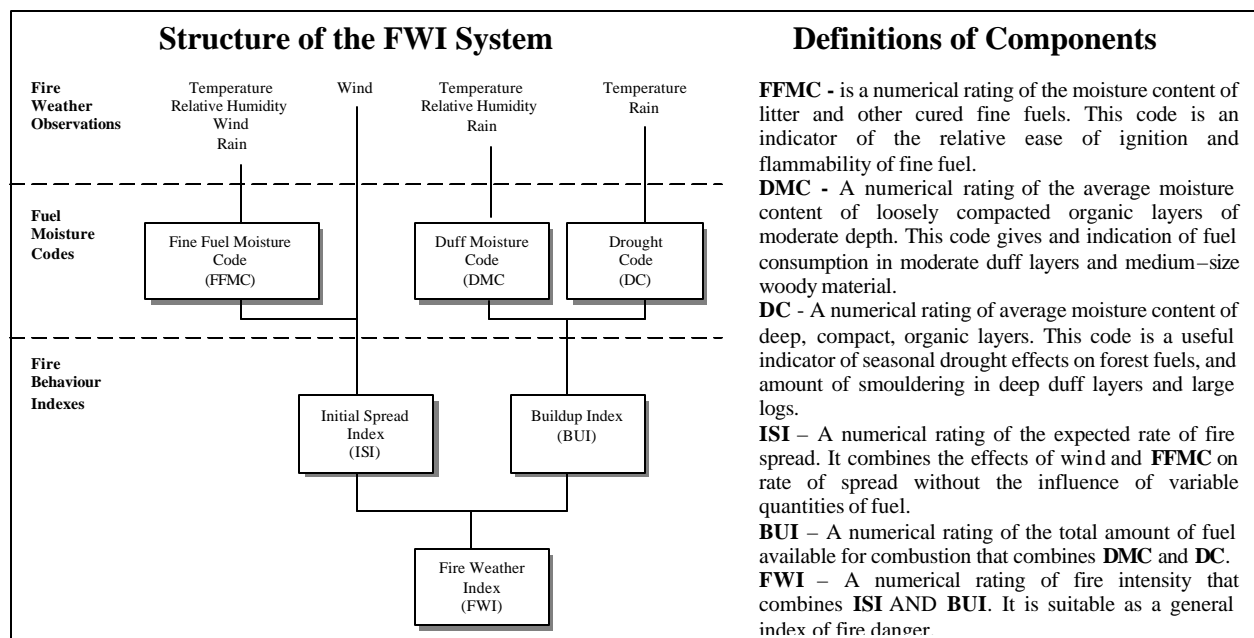 Structure of the FWI System
Fire
Weather
Observations
Temperature
Relative Humidity
Wind
Rain
Wind
Temperature
Relative Humidity
Rain
Temperature
Rain
Fuel
Moisture
Codes
Fine Fuel Moisture
Code
(FFMC)
Duff Moisture
Code
(DMC
Drought
Code
(DC)
Fire
Behaviour
Indexes
Initial Spread
Index
(ISI)
Buildup Index
(BUI)
Fire Weather
Index
(FWI)
Definitions of Components
FFMC - is a numerical rating of the moisture content of
litter and other cured fine fuels. This code is an
indicator of the relative ease of ignition and
flammability of fine fuel.
DMC - A numerical rating of the average moisture
content of loosely compacted organic layers of
moderate depth. This code gives and indication of fuel
consumption in moderate duff layers and medium–size
woody material.
DC - A numerical rating of average moisture content of
deep, compact, organic layers. This code is a useful
indicator of seasonal drought effects on forest fuels, and
amount of smouldering in deep duff layers and large
logs.
ISI – A numerical rating of the expected rate of fire
spread. It combines the effects of wind and FFMC on
rate of spread without the influence of variable
quantities of fuel.
BUI – A numerical rating of the total amount of fuel
available for combustion that combines DMC and DC.
FWI – A numerical rating of fire intensity that
combines ISI AND BUI. It is suitable as a general
index of fire danger.